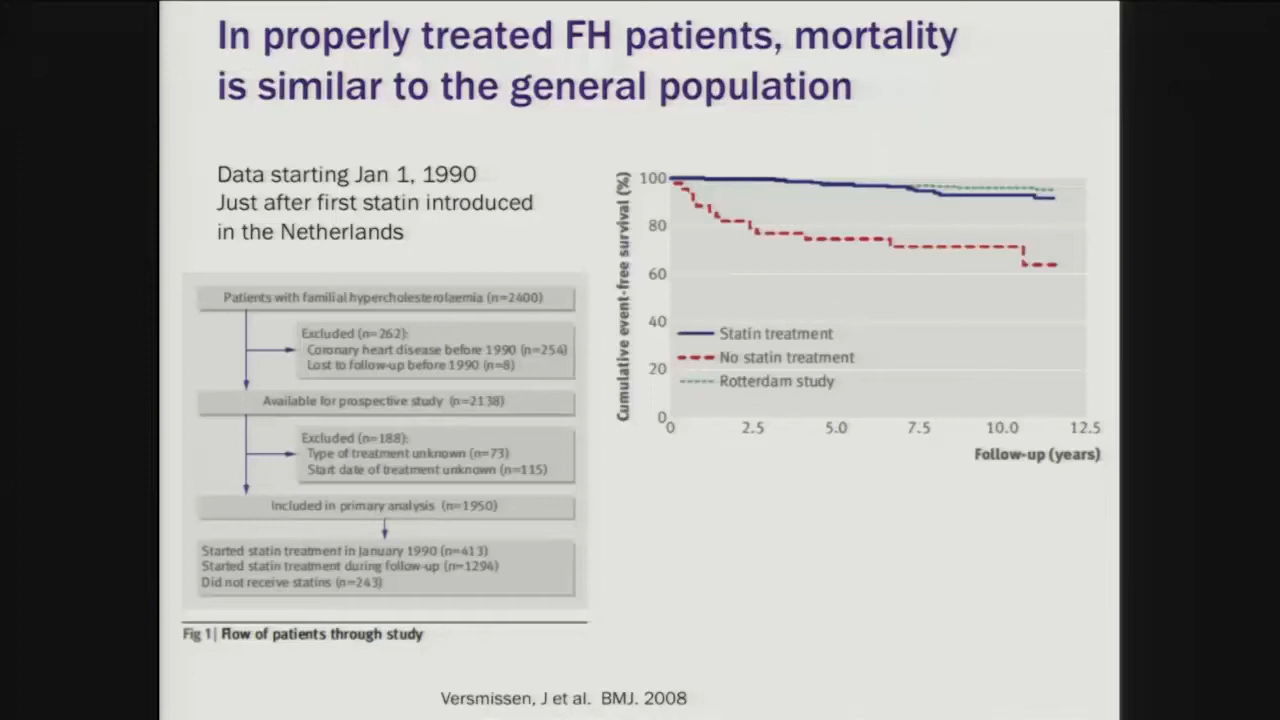 In properly treated FH patients, mortality
is similar to the general population
Data starting Jan 1, 1990
Just after first statin introduced
in the Netherlands
Patients with familial hypercholesterolaemia (n=2400)
Excluded (n=262):
Coronary heart disease before 1990 (n=254)
Lost to follow-up before 1990 (n=8)
Available for prospective study (n=2138)
Excluded (n=188):
Type of treatment unknown (n=73)
Start date of treatment unknown (n=115)
Included in primary analysis (n=1950)
Started statin treatment in January 1990 (n=413)
Started statin treatment during follow-up (n=1294)
Did not receive statins (n=243)
Fig 1| Flow of patients through study
Cumulative event-free survival (%)
100
80
60
40
20
0
Statin treatment
No statin treatment
Rotterdam study
0 2.5 5.0 7.5 10.0 12.5
Follow-up (years)
Versmissen, J et al. BMJ. 2008